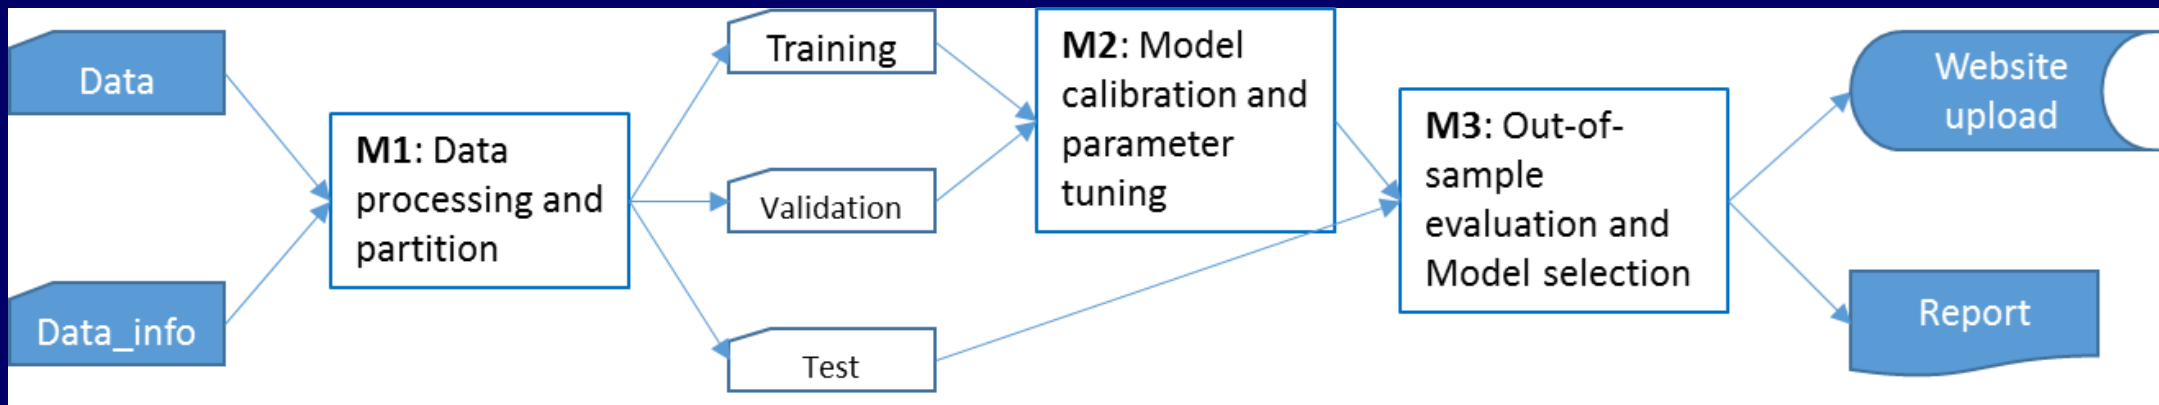 Data
Data_info
M1: Data
processing and
partition
Training
Validation
Test
M2: Model
calibration and
parameter
tuning
M3: Out-of-
sample
evaluation and
Model selection
Website
upload
Report